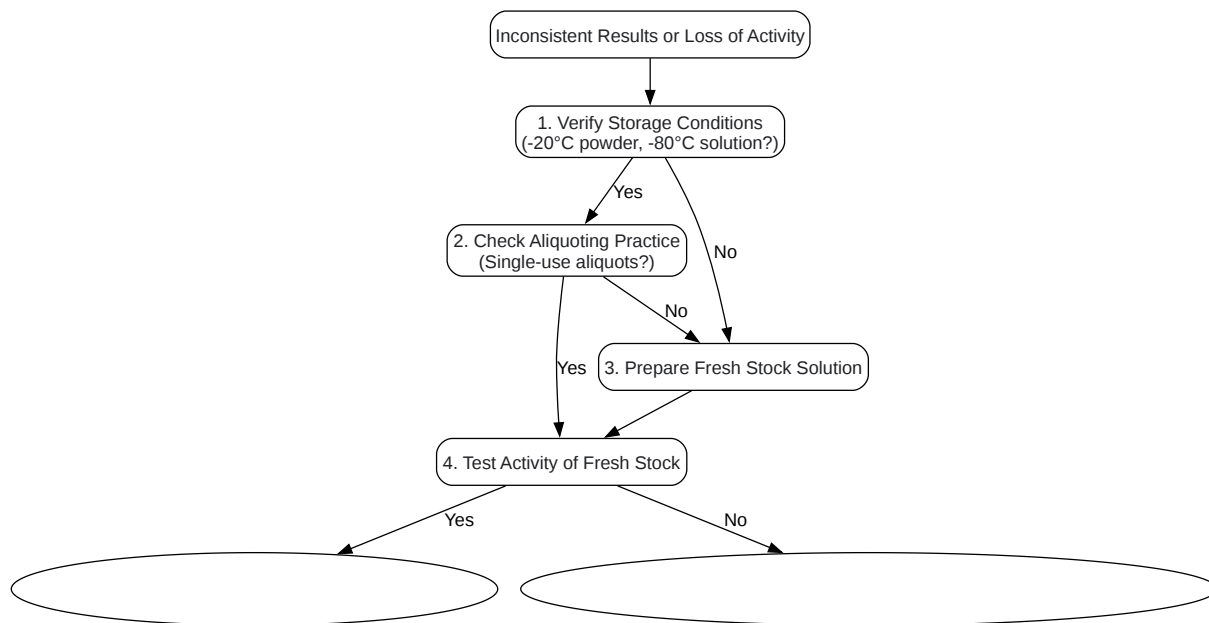 Inconsistent Results or Loss of Activity
1. Verify Storage Conditions
(-20°C powder, -80°C solution?)
Yes
2. Check Aliquoting Practice
(Single-use aliquots?)
No
No
Yes
3. Prepare Fresh Stock Solution
4. Test Activity of Fresh Stock
Yes
No